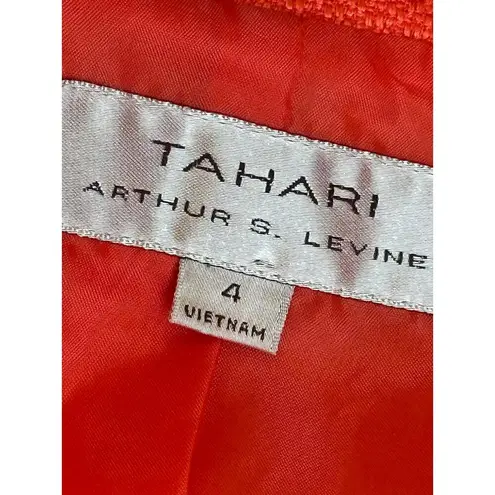 TAHARI
ARTHUR S. LEVINE
4
VIETNAM